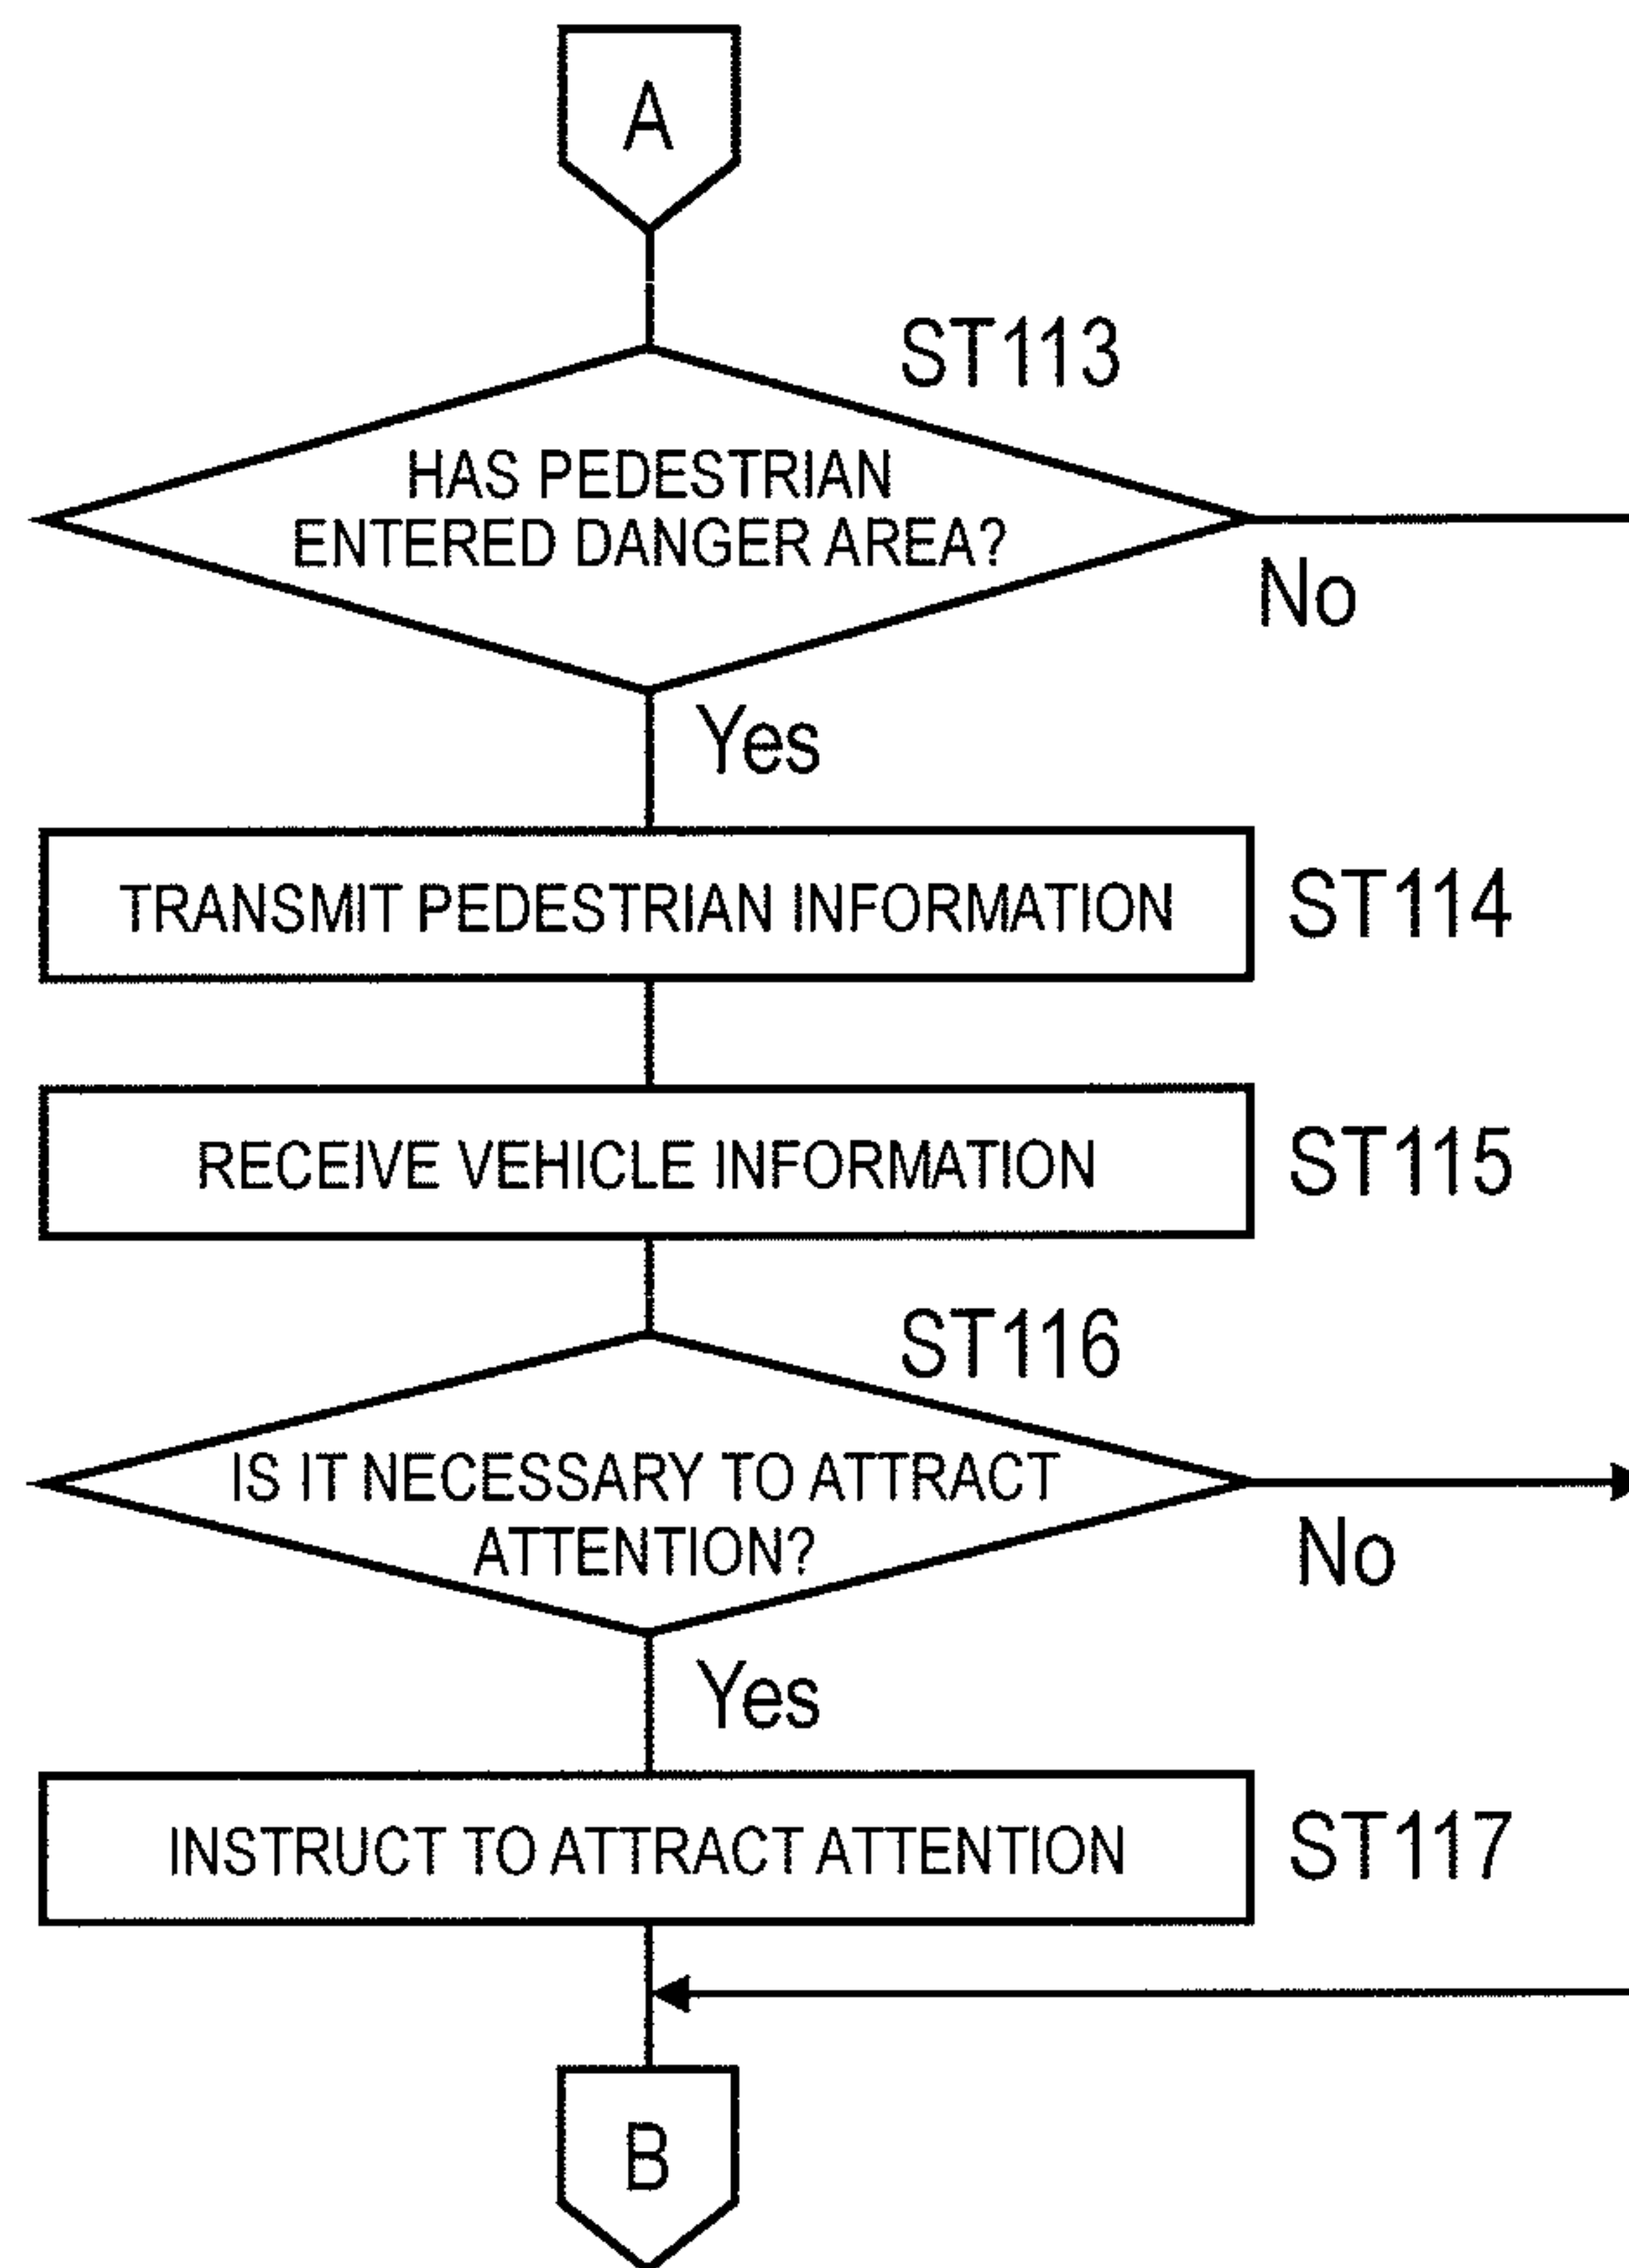 A
ST113
HAS PEDESTRIAN
ENTERED DANGER AREA?
No
Yes
TRANSMIT PEDESTRIAN INFORMATION
ST114
RECEIVE VEHICLE INFORMATION
ST115
ST116
IS IT NECESSARY TO ATTRACT
ATTENTION?
No
Yes
INSTRUCT TO ATTRACT ATTENTION
ST117
B